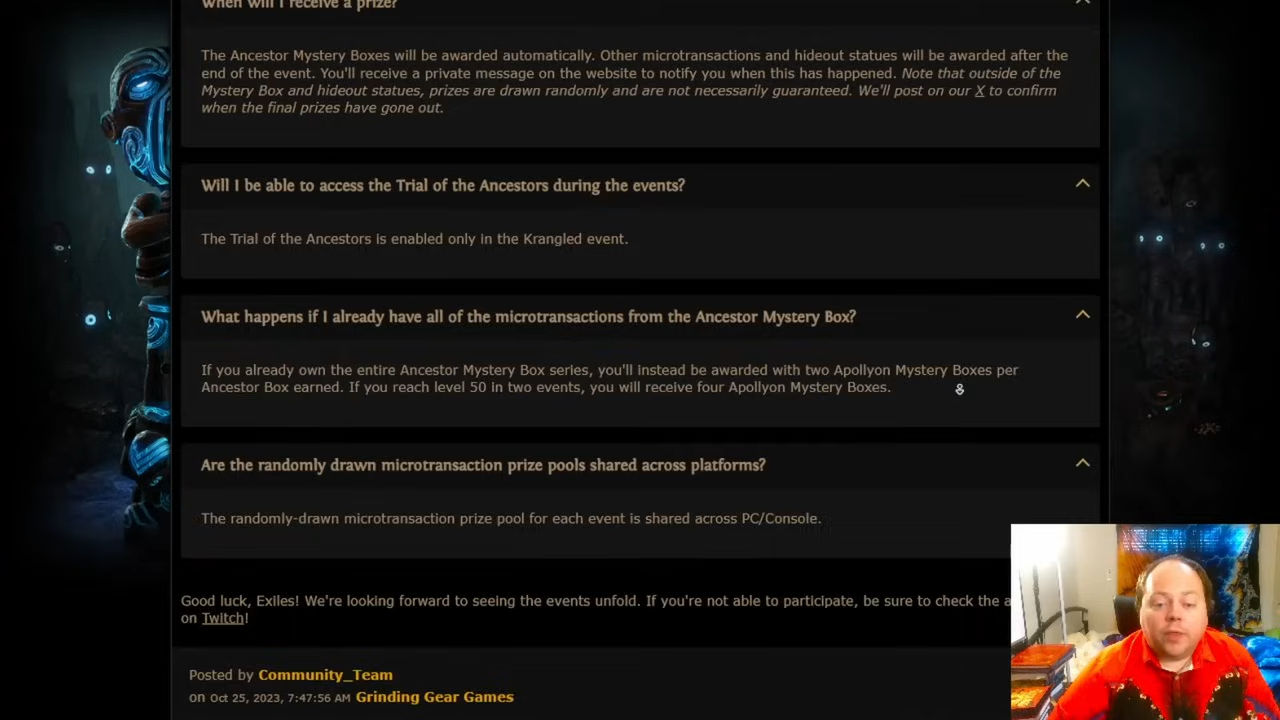 When will I receive a prize?
The Ancestor Mystery Boxes will be awarded automatically. Other microtransactions and hideout statues will be awarded after the
end of the event. You'll receive a private message on the website to notify you when this has happened. Note that outside of the
Mystery Box and hideout statues, prizes are drawn randomly and are not necessarily guaranteed. We'll post on our X to confirm
when the final prizes have gone out.
Will I be able to access the Trial of the Ancestors during the events?
The Trial of the Ancestors is enabled only in the Krangled event.
What happens if I already have all of the microtransactions from the Ancestor Mystery Box?
If you already own the entire Ancestor Mystery Box series, you'll instead be awarded with two Apollyon Mystery Boxes per
Ancestor Box earned. If you reach level 50 in two events, you will receive four Apollyon Mystery Boxes.
Are the randomly drawn microtransaction prize pools shared across platforms?
The randomly-drawn microtransaction prize pool for each event is shared across PC/Console.
Good luck, Exiles! We're looking forward to seeing the events unfold. If you're not able to participate, be sure to check the a
on Twitch!
Posted by Community_Team
on Oct 25, 2023, 7:47:56 AM Grinding Gear Games